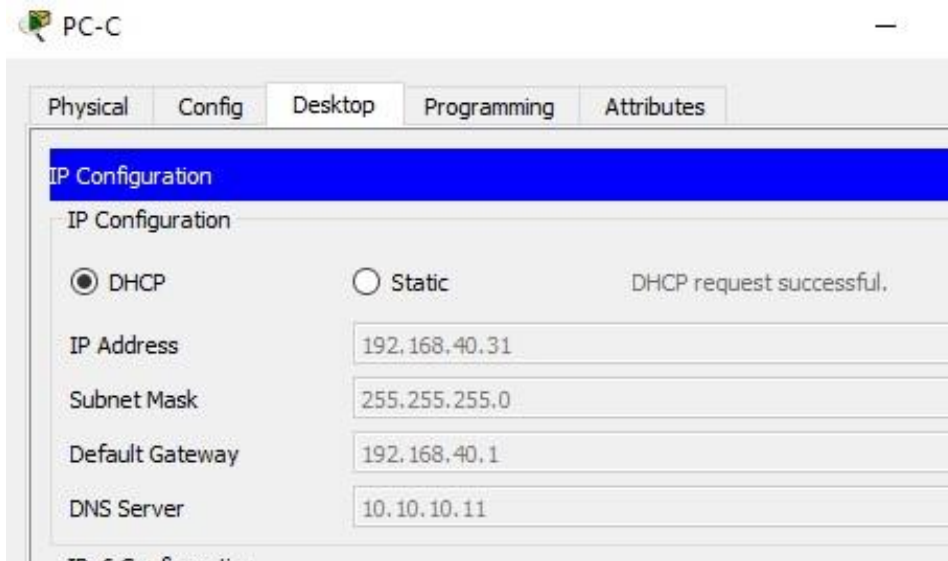 PC-C
Physical Config Desktop Programming Attributes
IP Configuration
IP Configuration
DHCP Static DHCP request successful.
IP Address 192.168.40.31
Subnet Mask 255.255.255.0
Default Gateway 192.168.40.1
DNS Server 10.10.10.11